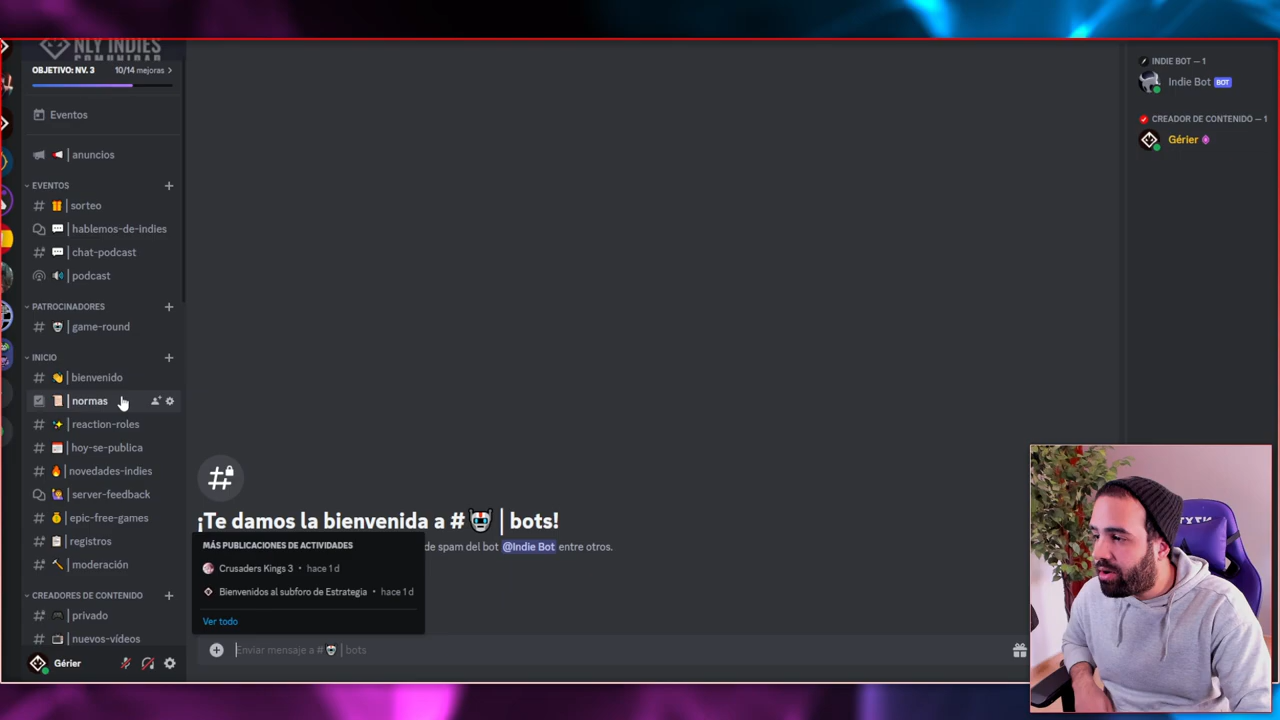 NLY INDIES
COMUNIDAD
OBJETIVO: NV. 3 10/14 mejoras >
Eventos
| anuncios
EVENTOS +
# | sorteo
| hablemos-de-indies
# | chat-podcast
| podcast
PATROCINADORES +
# | game-round
INICIO +
# | bienvenido
| normas
# | reaction-roles
# | hoy-se-publica
# | novedades-indies
| server-feedback
# | epic-free-games
# | registros
# | moderación
CREADORES DE CONTENIDO +
# | privado
# | nuevos-vídeos
Gérier
¡Te damos la bienvenida a # | bots!
de spam del bot @Indie Bot entre otros.
MÁS PUBLICACIONES DE ACTIVIDADES
Crusaders Kings 3 • hace 1 d
Bienvenidos al subforo de Estrategia • hace 1 d
Ver todo
Enviar mensaje a # | bots
INDIE BOT — 1
Indie Bot BOT
CREADOR DE CONTENIDO — 1
Gérier